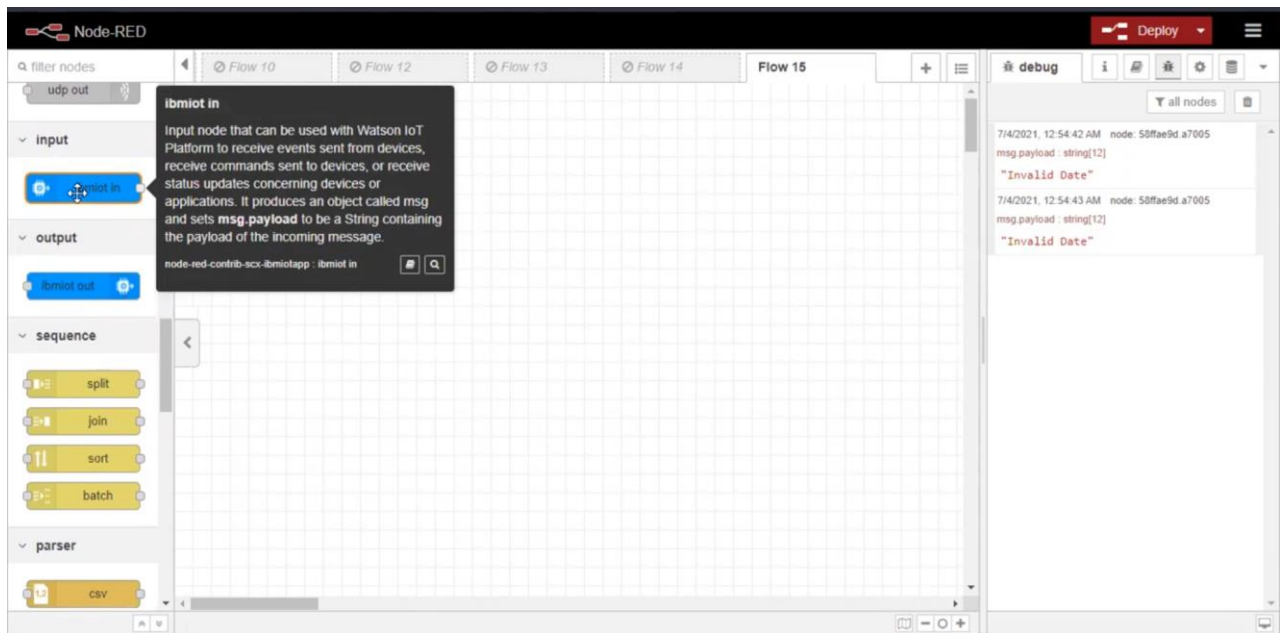 Node-RED
Deploy
filter nodes
Flow 10
Flow 12
Flow 13
Flow 14
Flow 15
debug
i
udp out
input
ibmiot in
output
ibmiot out
sequence
split
join
sort
batch
parser
1,2
csv
ibmiot in
Input node that can be used with Watson IoT
Platform to receive events sent from devices,
receive commands sent to devices, or receive
status updates concerning devices or
applications. It produces an object called msg
and sets msg.payload to be a String containing
the payload of the incoming message.
node-red-contrib-scx-ibmiotapp : ibmiot in
all nodes
7/4/2021, 12:54:42 AM node: 58ffae9d.a7005
msg.payload : string[12]
"Invalid Date"
7/4/2021, 12:54:43 AM node: 58ffae9d.a7005
msg.payload : string[12]
"Invalid Date"